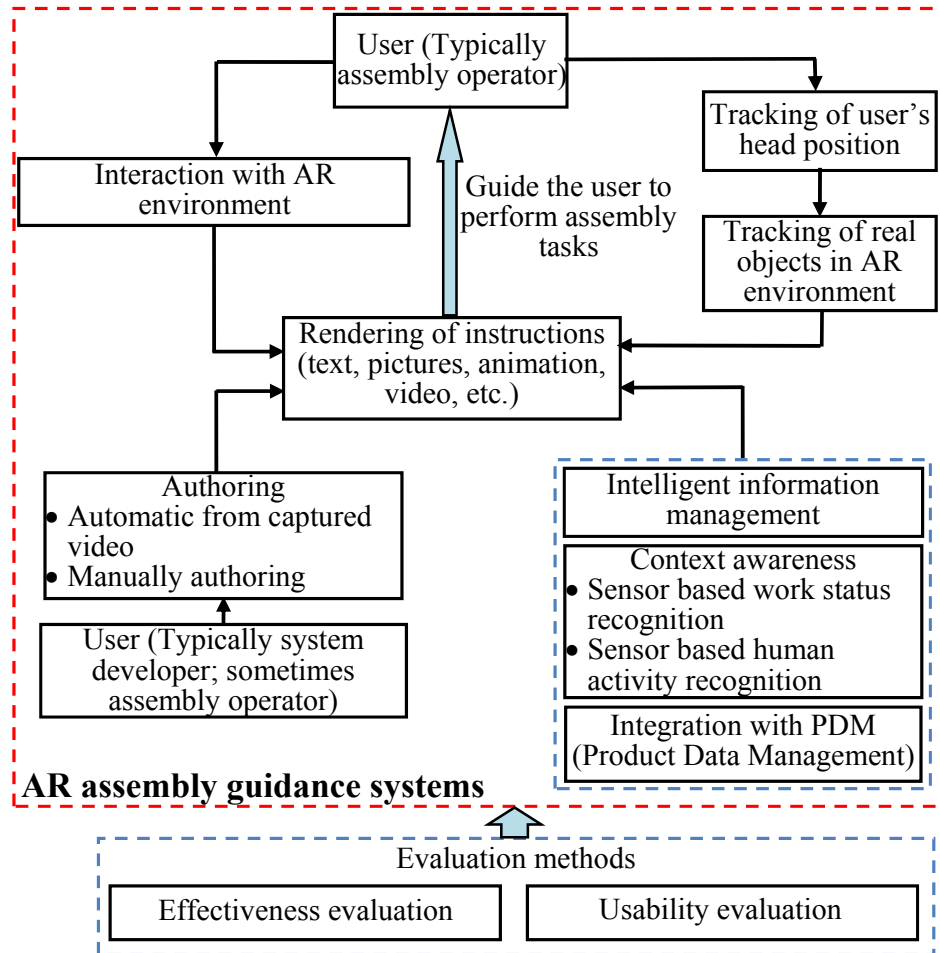 User (Typically
assembly operator)
Tracking of user's
head position
Interaction with AR
environment
Guide the user to
perform assembly
tasks
Tracking of real
objects in AR
environment
Rendering of instructions
(text, pictures, animation,
video, etc.)
Authoring
• Automatic from captured
video
• Manually authoring
User (Typically system
developer; sometimes
assembly operator)
Intelligent information
management
Context awareness
• Sensor based work status
recognition
• Sensor based human
activity recognition
Integration with PDM
(Product Data Management)
AR assembly guidance systems
Evaluation methods
Effectiveness evaluation
Usability evaluation